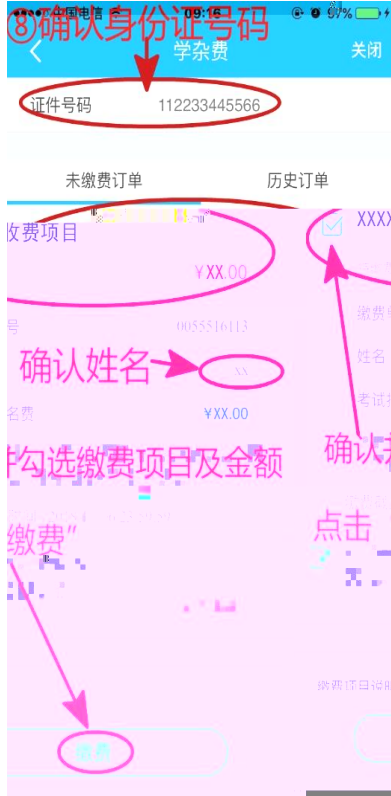 中国电信 09:16 97%
⑧确认身份证号码
学杂费 关闭
证件号码 112233445566
未缴费订单 历史订单
收费项目 XXXX
¥XX.00
号 0055516113 缴费
确认姓名 XX 姓名
名费 ¥XX.00 考试
并勾选缴费项目及金额 确认并
缴费” 点击
缴费项目说明
缴费